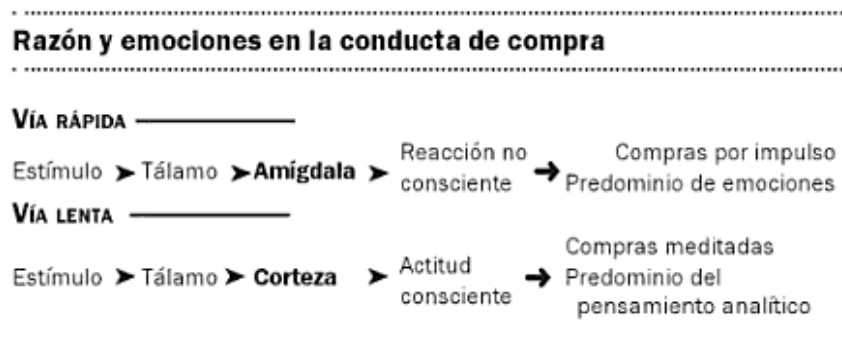 Razón y emociones en la conducta de compra
VÍA RÁPIDA
Estímulo ➤ Tálamo ➤ Amígdala ➤ Reacción no consciente ➜ Compras por impulso
Predominio de emociones
VÍA LENTA
Estímulo ➤ Tálamo ➤ Corteza ➤ Actitud consciente ➜ Compras meditadas
Predominio del
pensamiento analítico